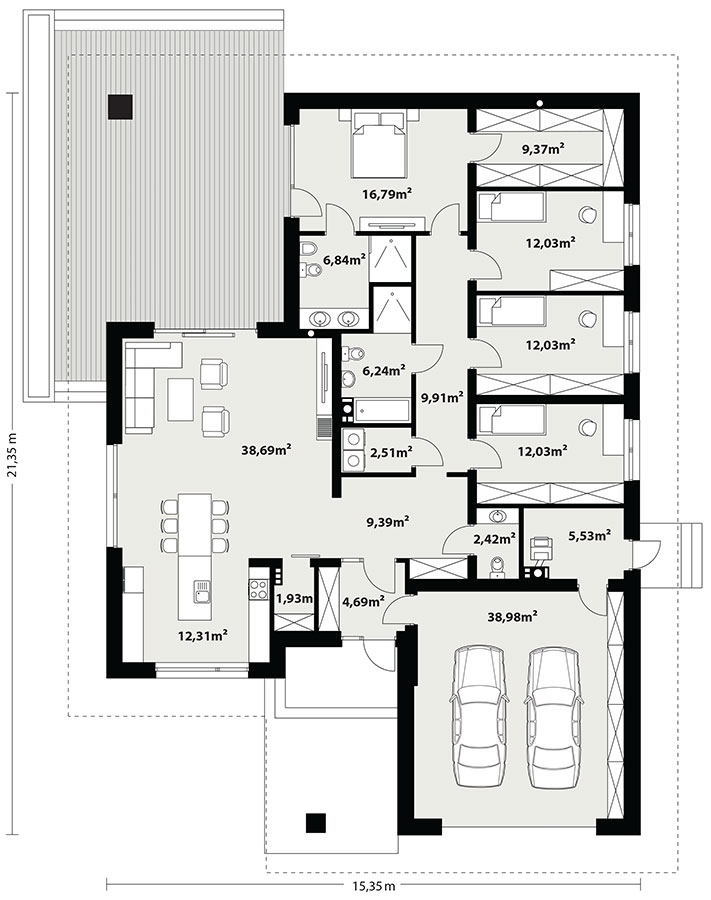 9,37m²
16,79m²
12,03m²
6,84m²
12,03m²
6,24m²
9,91m²
38,69m²
2,51m²
12,03m²
21,35 m
9,39m²
2,42m²
5,53m²
1,93m
4,69m²
38,98m²
12,31m²
15,35 m